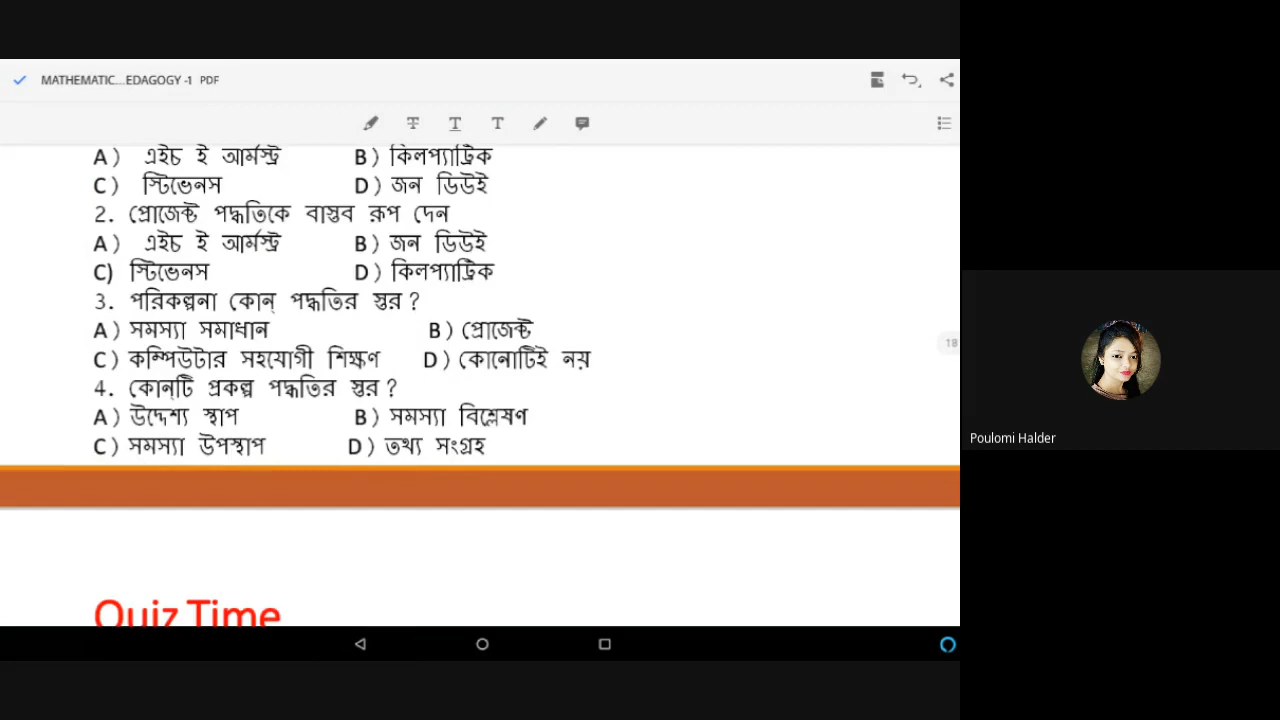 MATHEMATIC...EDAGOGY -1 PDF
A) এইচ ই আর্মস্ট্র B) কিলপ্যাট্রিক
C) স্টিভেনস D) জন ডিউই
2. প্রোজেক্ট পদ্ধতিকে বাস্তব রূপ দেন
A) এইচ ই আর্মস্ট্র B) জন ডিউই
C) স্টিভেনস D) কিলপ্যাট্রিক
3. পরিকল্পনা কোন্ পদ্ধতির স্তর?
A) সমস্যা সমাধান B) প্রোজেক্ট
18
C) কম্পিউটার সহযোগী শিক্ষণ D) কোনোটিই নয়
4. কোন্‌টি প্রকল্প পদ্ধতির স্তর?
A) উদ্দেশ্য স্থাপ B) সমস্যা বিশ্লেষণ
C) সমস্যা উপস্থাপ D) তথ্য সংগ্রহ
Poulomi Halder
Quiz Time